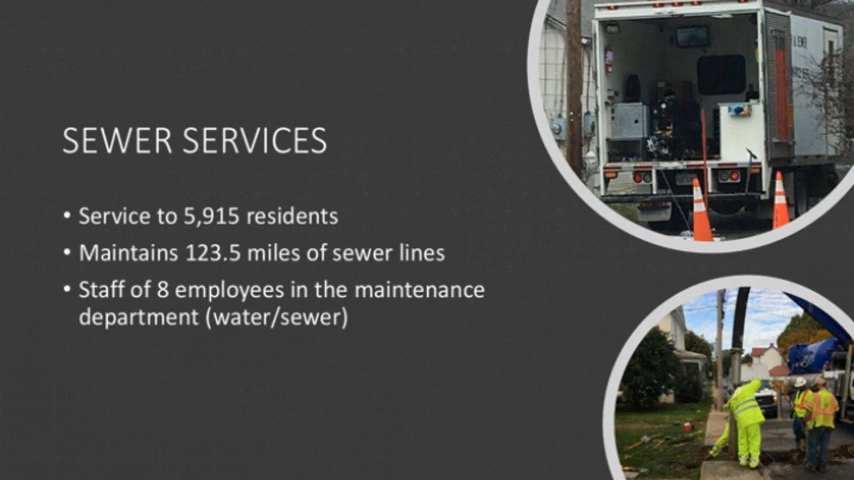 SEWER SERVICES
• Service to 5,915 residents
• Maintains 123.5 miles of sewer lines
• Staff of 8 employees in the maintenance
department (water/sewer)